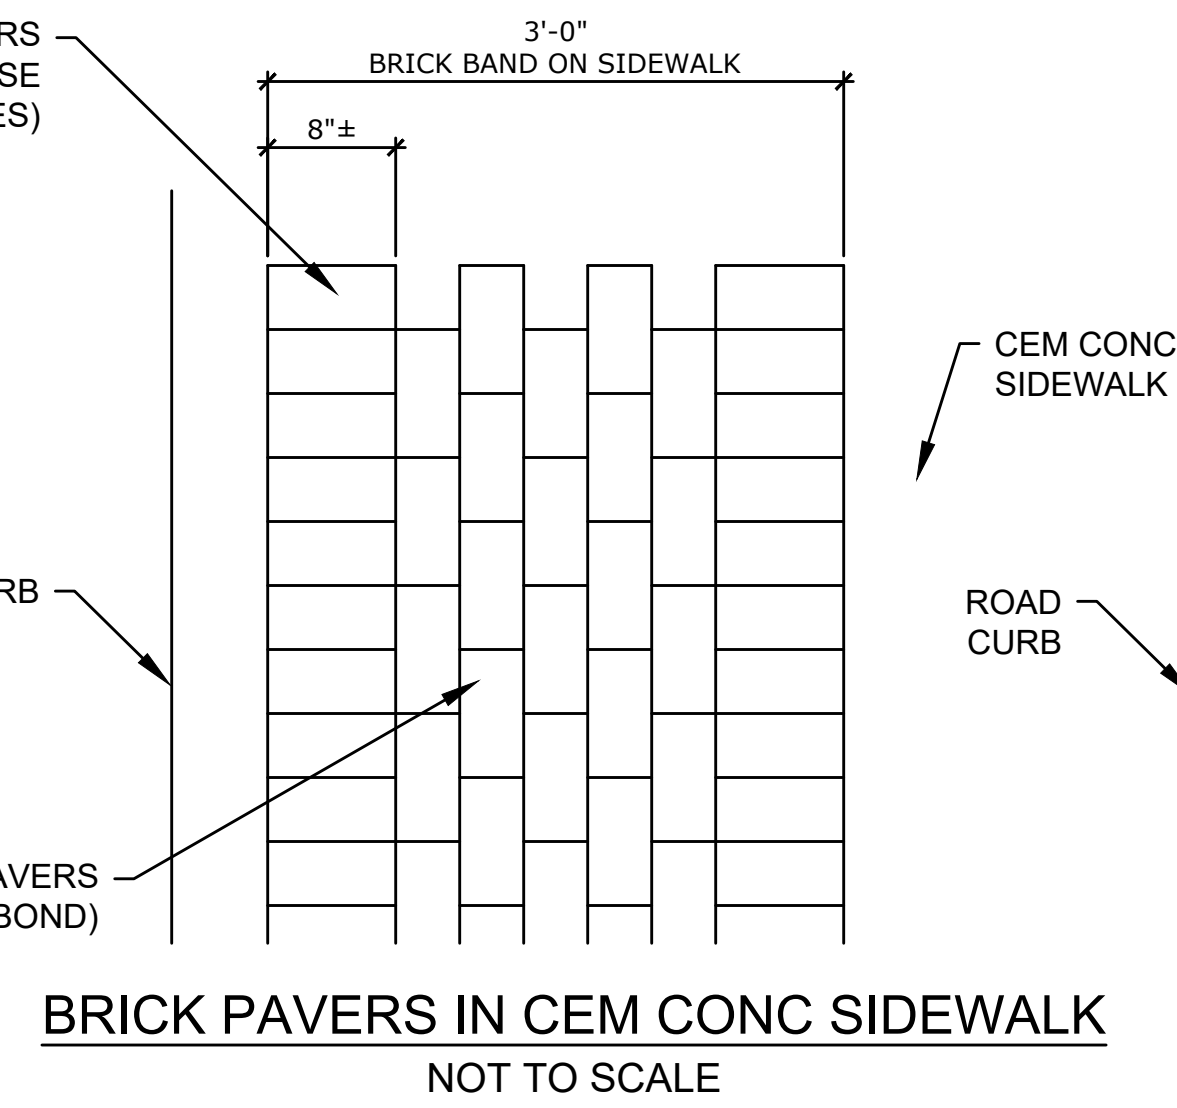 RS
SE
ES)
3'-0"
BRICK BAND ON SIDEWALK
8"±
CEM CONC
SIDEWALK
RB
ROAD
CURB
AVERS
BOND)
BRICK PAVERS IN CEM CONC SIDEWALK
NOT TO SCALE